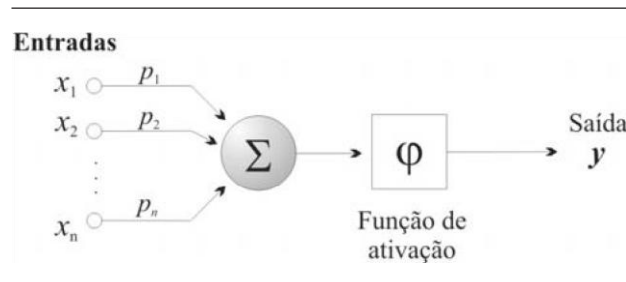 Entradas
x₁ p₁
x₂ p₂
xₙ pₙ
Σ
φ
Saída
y
Função de
ativação